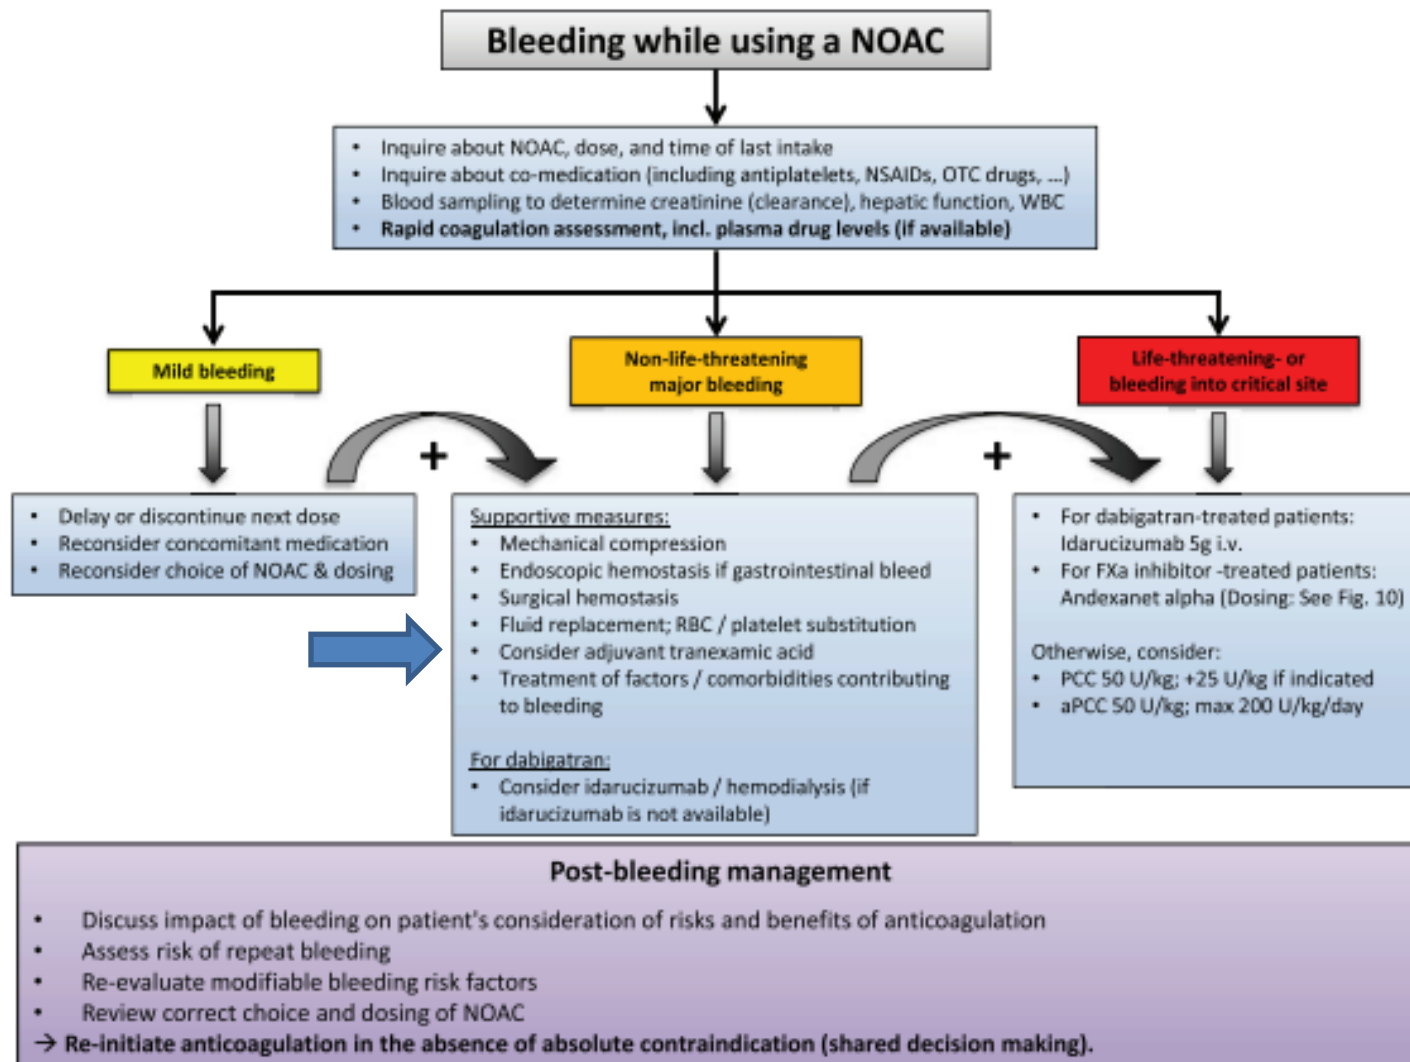 Bleeding while using a NOAC
• Inquire about NOAC, dose, and time of last intake
• Inquire about co-medication (including antiplatelets, NSAIDs, OTC drugs, ...)
• Blood sampling to determine creatinine (clearance), hepatic function, WBC
• Rapid coagulation assessment, incl. plasma drug levels (if available)
Mild bleeding
Non-life-threatening
major bleeding
Life-threatening- or
bleeding into critical site
+
+
• Delay or discontinue next dose
• Reconsider concomitant medication
• Reconsider choice of NOAC & dosing
Supportive measures:
• Mechanical compression
• Endoscopic hemostasis if gastrointestinal bleed
• Surgical hemostasis
• Fluid replacement; RBC / platelet substitution
• Consider adjuvant tranexamic acid
• Treatment of factors / comorbidities contributing
to bleeding
For dabigatran:
• Consider idarucizumab / hemodialysis (if
idarucizumab is not available)
• For dabigatran-treated patients:
Idarucizumab 5g i.v.
• For FXa inhibitor -treated patients:
Andexanet alpha (Dosing: See Fig. 10)
Otherwise, consider:
• PCC 50 U/kg; +25 U/kg if indicated
• aPCC 50 U/kg; max 200 U/kg/day
Post-bleeding management
• Discuss impact of bleeding on patient's consideration of risks and benefits of anticoagulation
• Assess risk of repeat bleeding
• Re-evaluate modifiable bleeding risk factors
• Review correct choice and dosing of NOAC
→ Re-initiate anticoagulation in the absence of absolute contraindication (shared decision making).